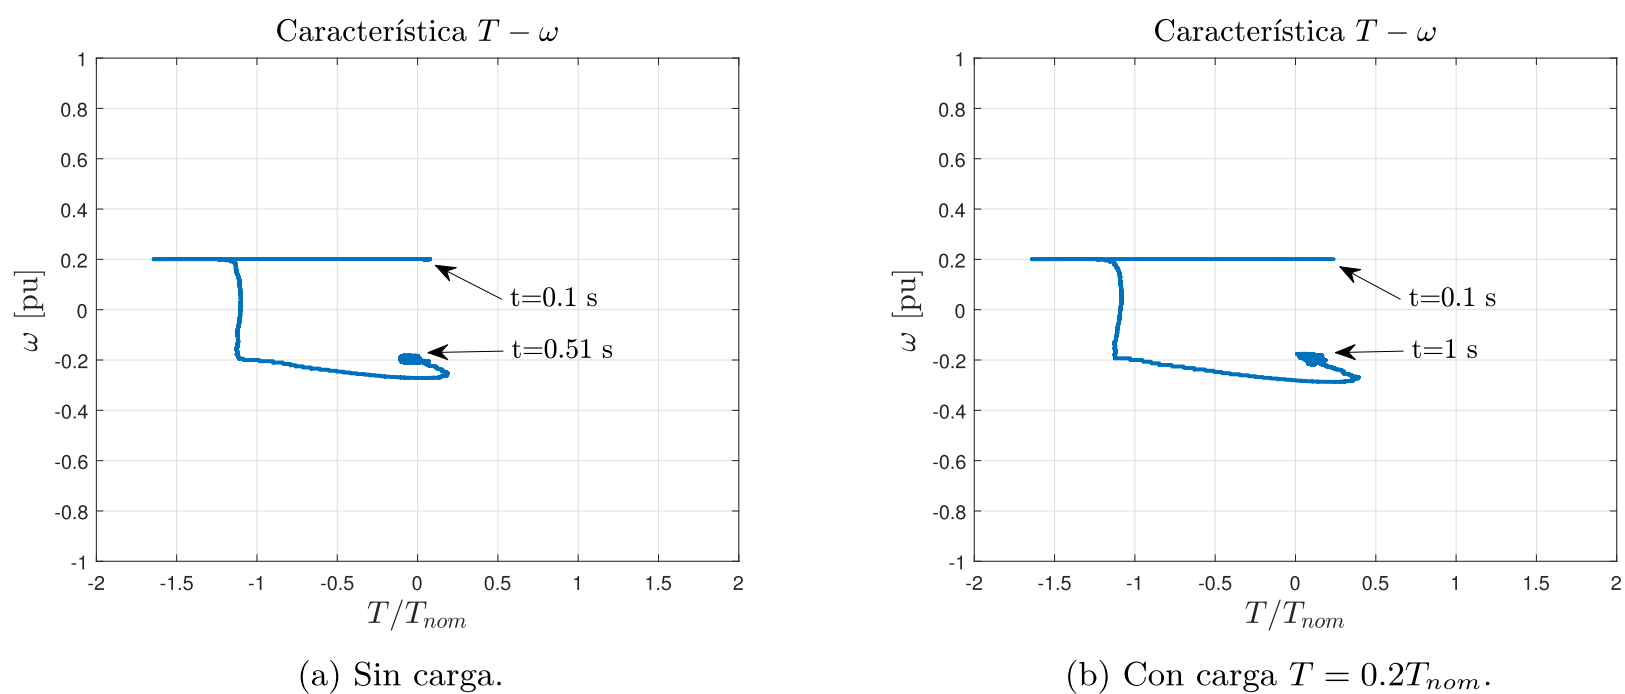 Característica T − ω
1
0.8
0.6
0.4
0.2
0
-0.2
-0.4
-0.6
-0.8
-1
ω [pu]
t=0.1 s
t=0.51 s
-2 -1.5 -1 -0.5 0 0.5 1 1.5 2
T/Tnom
(a) Sin carga.
Característica T − ω
1
0.8
0.6
0.4
0.2
0
-0.2
-0.4
-0.6
-0.8
-1
ω [pu]
t=0.1 s
t=1 s
-2 -1.5 -1 -0.5 0 0.5 1 1.5 2
T/Tnom
(b) Con carga T = 0.2Tnom.